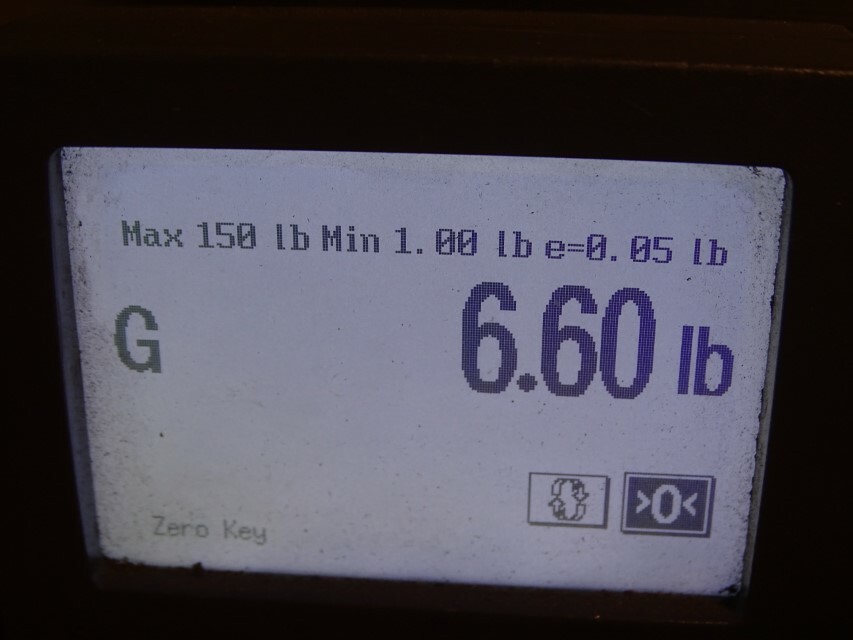 Max 150 lb Min 1.00 lb e=0.05 lb
G 6.60 lb
>0<
Zero Key